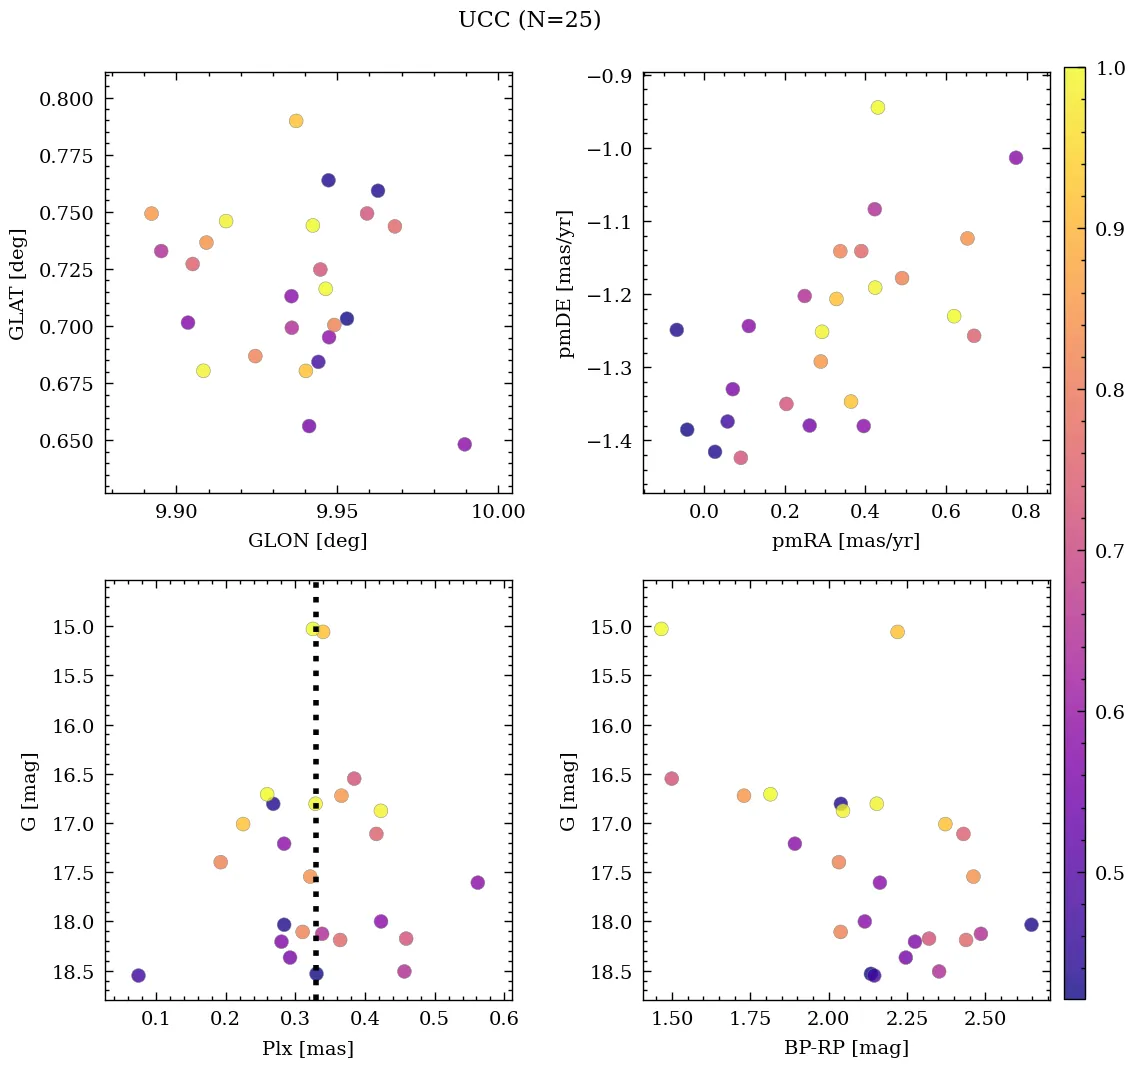 UCC (N=25)
0.800
0.775
0.750
0.725
0.700
0.675
0.650
GLAT [deg]
9.90 9.95 10.00
GLON [deg]
−0.9
−1.0
−1.1
−1.2
−1.3
−1.4
pmDE [mas/yr]
0.0 0.2 0.4 0.6 0.8
pmRA [mas/yr]
15.0
15.5
16.0
16.5
17.0
17.5
18.0
18.5
G [mag]
0.1 0.2 0.3 0.4 0.5 0.6
Plx [mas]
15.0
15.5
16.0
16.5
17.0
17.5
18.0
18.5
G [mag]
1.50 1.75 2.00 2.25 2.50
BP-RP [mag]
1.0
0.9
0.8
0.7
0.6
0.5